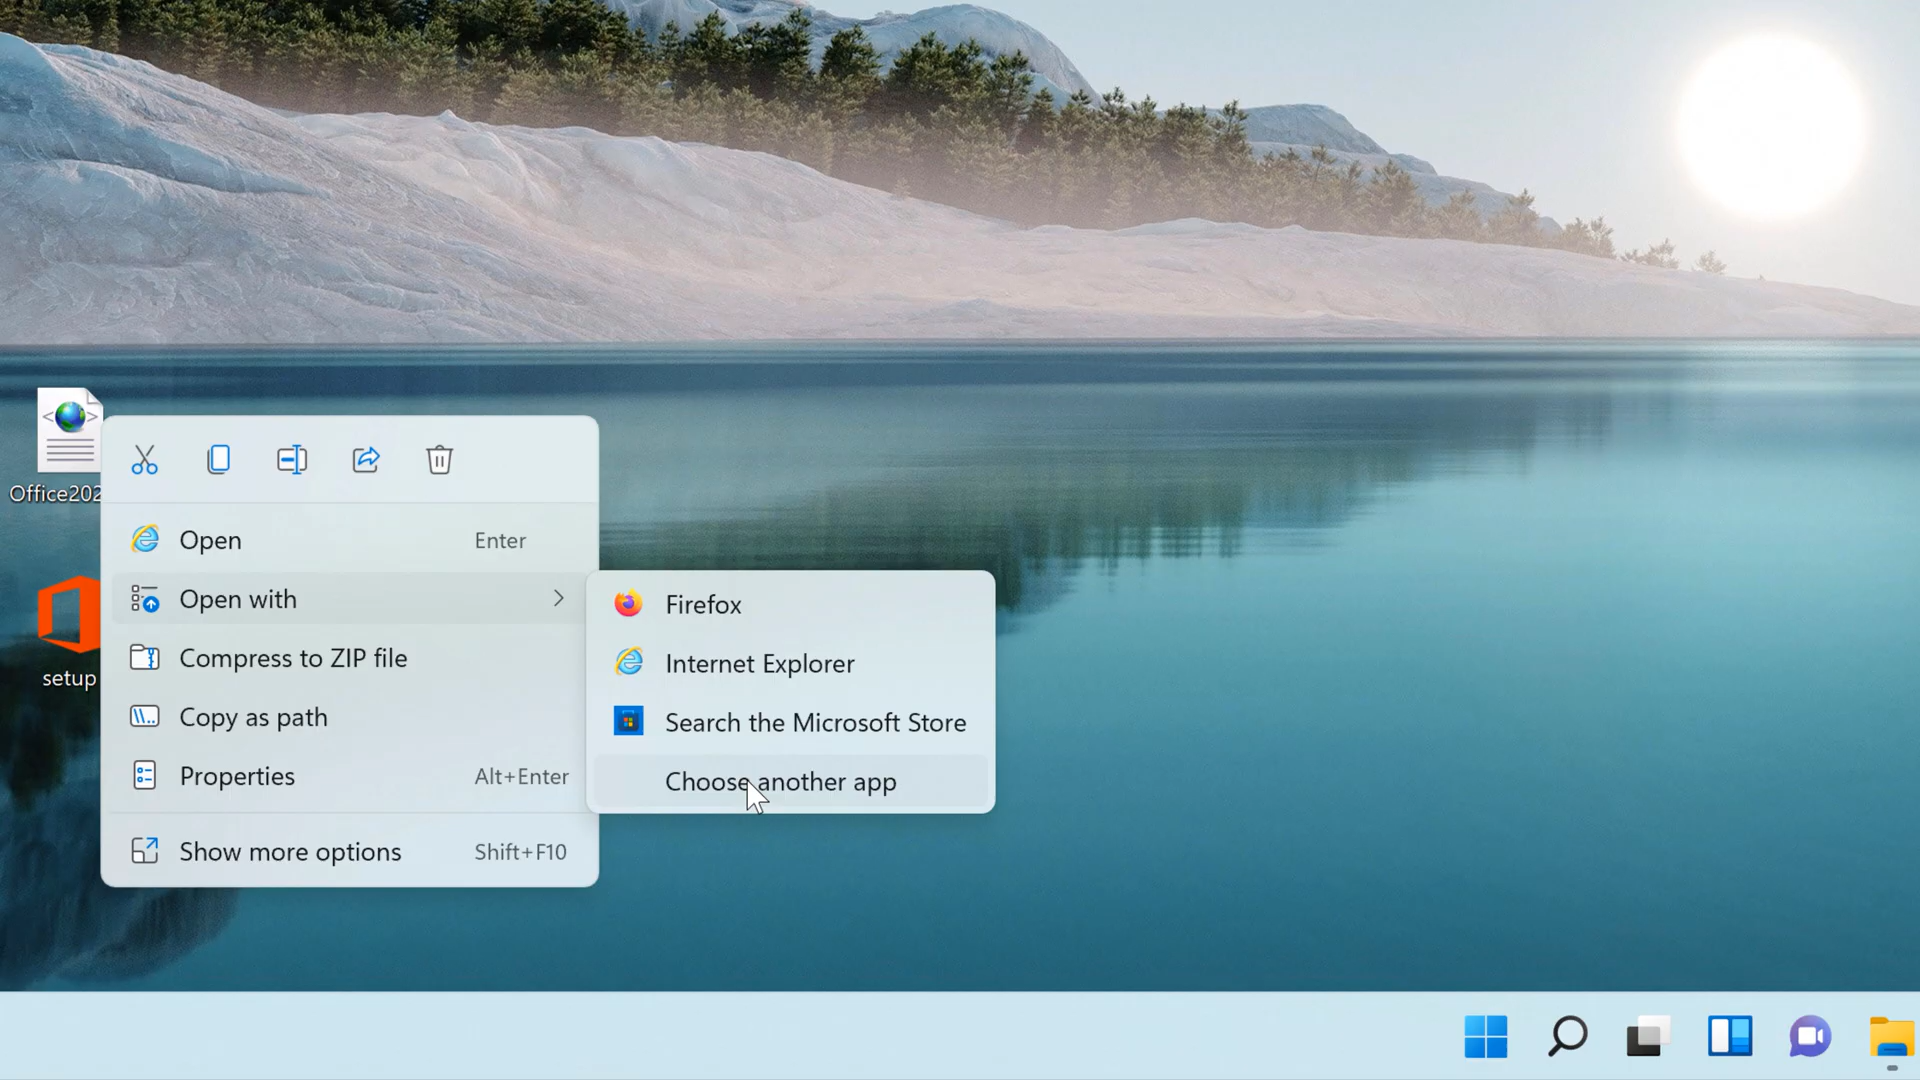 Office202
setup
Open Enter
Open with
Compress to ZIP file
Copy as path
Properties Alt+Enter
Show more options Shift+F10
Firefox
Internet Explorer
Search the Microsoft Store
Choose another app